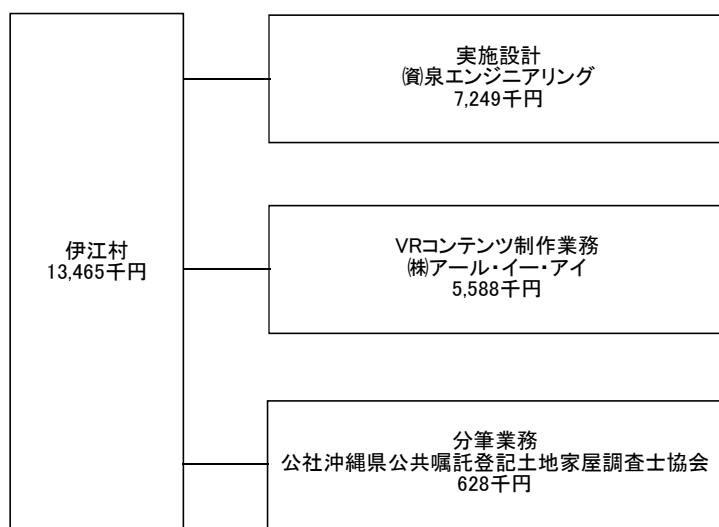 伊江村
13,465千円
実施設計
㈾泉エンジニアリング
7,249千円
VRコンテンツ制作業務
㈱アール・イー・アイ
5,588千円
分筆業務
公社沖縄県公共嘱託登記土地家屋調査士協会
628千円